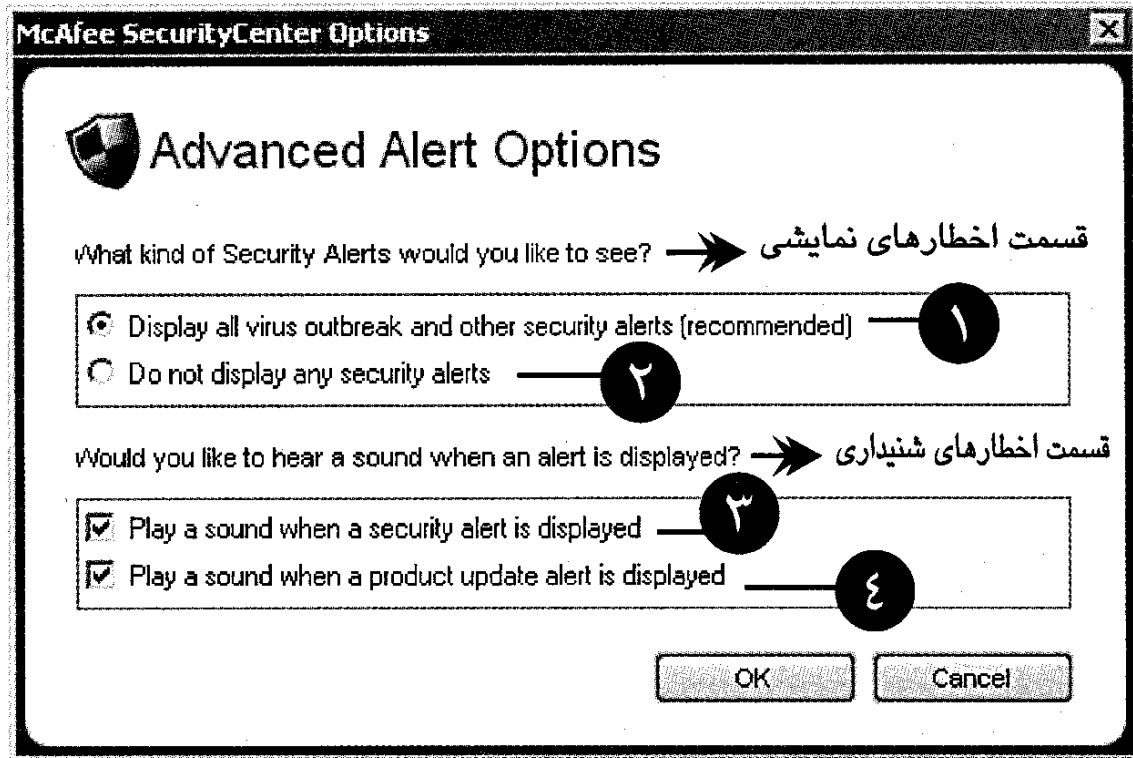 McAfee SecurityCenter Options
Advanced Alert Options
What kind of Security Alerts would you like to see? قسمت اخطارهای نمایشی
Display all virus outbreak and other security alerts (recommended) ۱
Do not display any security alerts ۲
Would you like to hear a sound when an alert is displayed? قسمت اخطارهای شنیداری
Play a sound when a security alert is displayed ۳
Play a sound when a product update alert is displayed ٤
OK Cancel